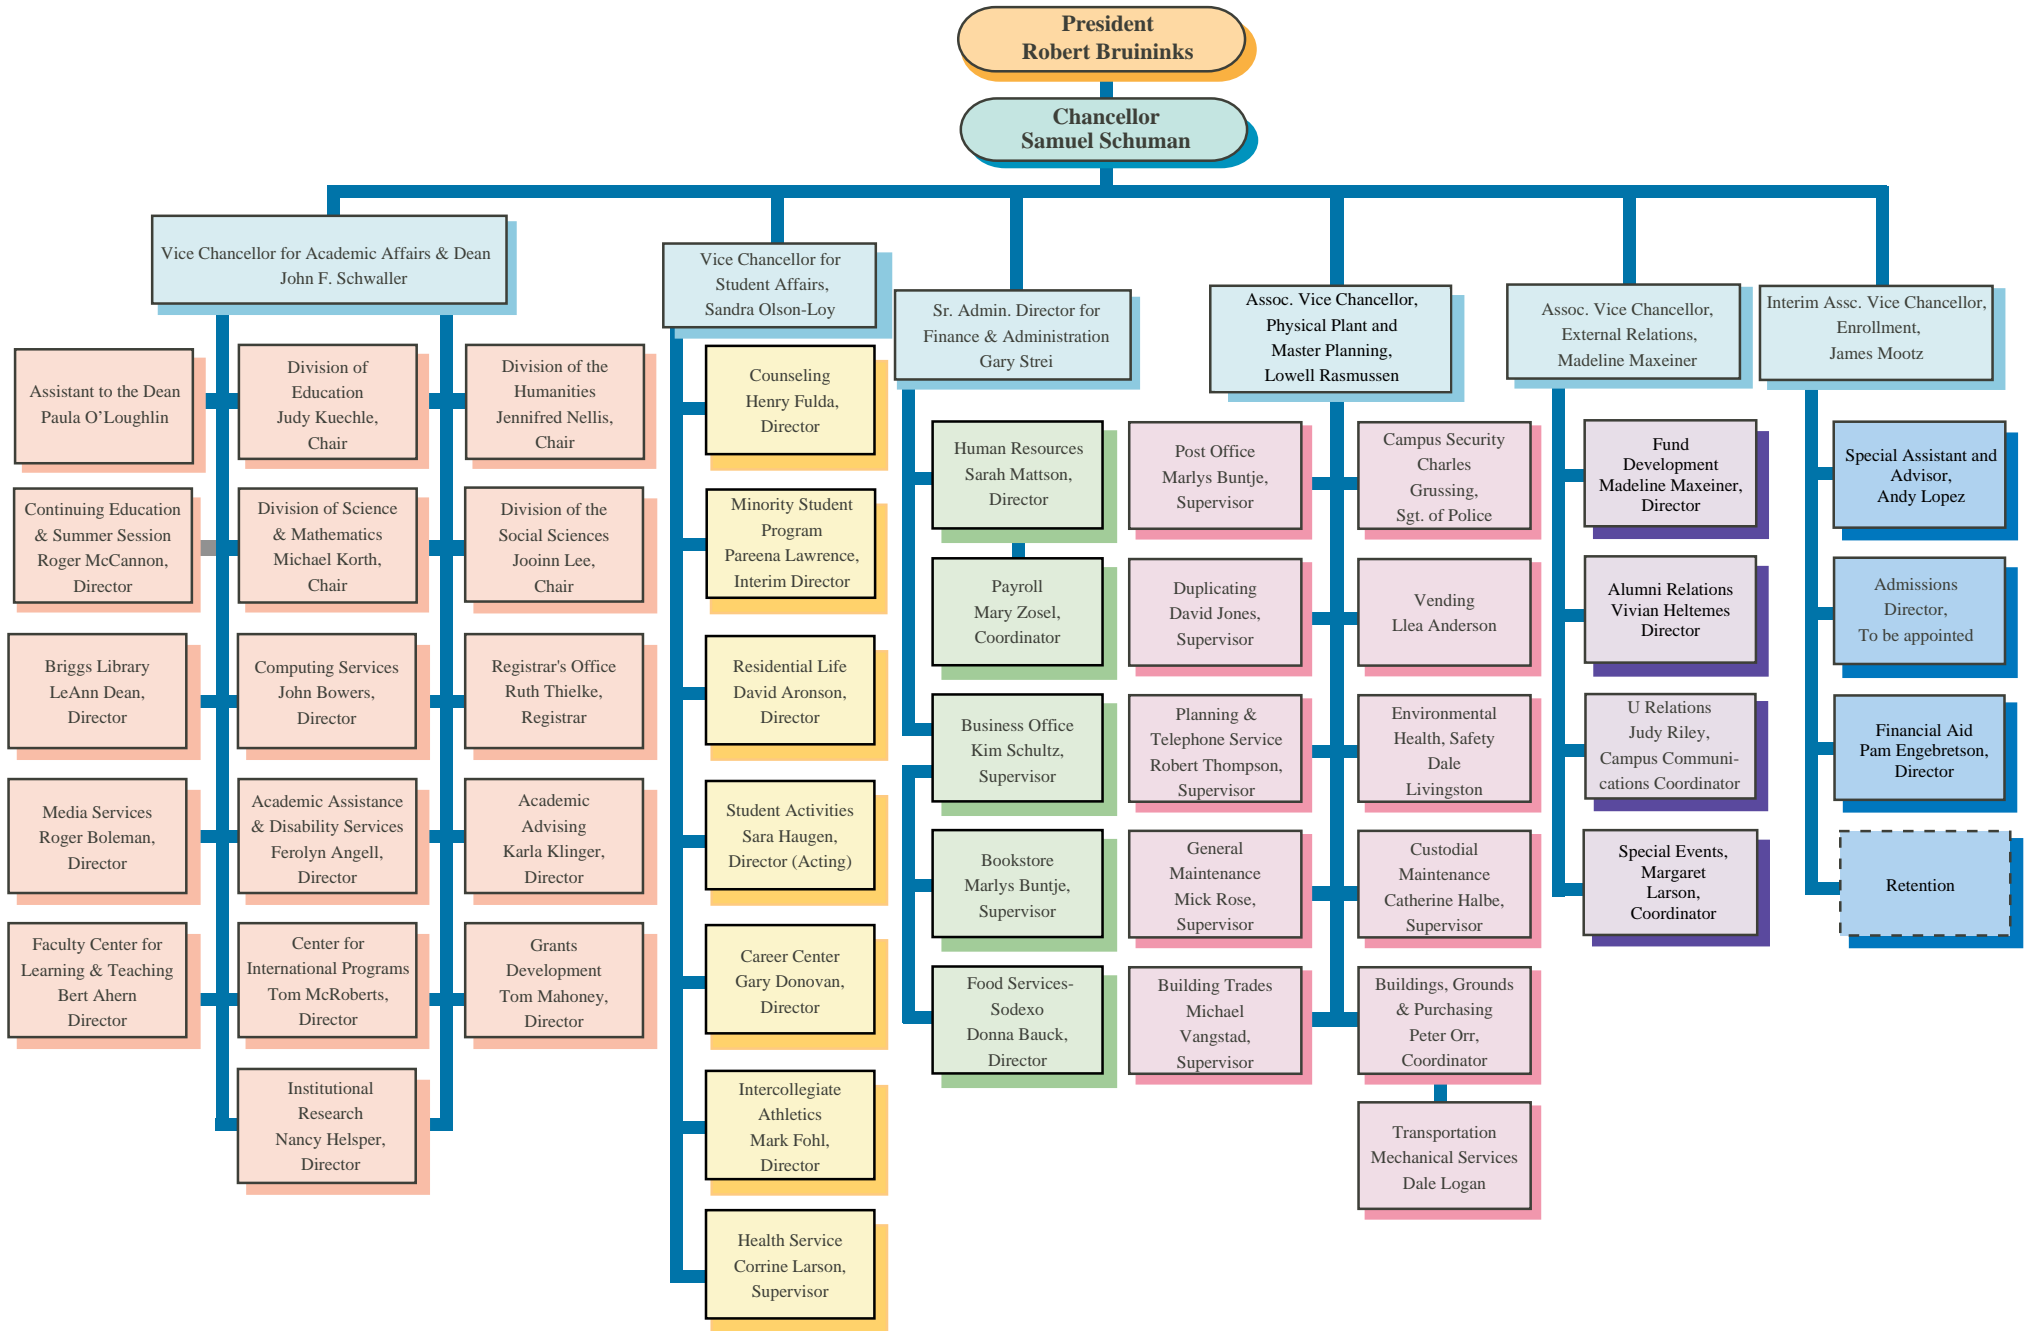 President
Robert Bruininks
Chancellor
Samuel Schuman
Vice Chancellor for Academic Affairs & Dean
John F. Schwaller
Assistant to the Dean
Paula O’Loughlin
Division of
Education
Judy Kuechle,
Chair
Division of the
Humanities
Jennifred Nellis,
Chair
Continuing Education
& Summer Session
Roger McCannon,
Director
Division of Science
& Mathematics
Michael Korth,
Chair
Division of the
Social Sciences
Jooinn Lee,
Chair
Briggs Library
LeAnn Dean,
Director
Computing Services
John Bowers,
Director
Registrar's Office
Ruth Thielke,
Registrar
Media Services
Roger Boleman,
Director
Academic Assistance
& Disability Services
Ferolyn Angell,
Director
Academic
Advising
Karla Klinger,
Director
Faculty Center for
Learning & Teaching
Bert Ahern
Director
Center for
International Programs
Tom McRoberts,
Director
Grants
Development
Tom Mahoney,
Director
Institutional
Research
Nancy Helsper,
Director
Vice Chancellor for
Student Affairs,
Sandra Olson-Loy
Counseling
Henry Fulda,
Director
Minority Student
Program
Pareena Lawrence,
Interim Director
Residential Life
David Aronson,
Director
Student Activities
Sara Haugen,
Director (Acting)
Career Center
Gary Donovan,
Director
Intercollegiate
Athletics
Mark Fohl,
Director
Health Service
Corrine Larson,
Supervisor
Sr. Admin. Director for
Finance & Administration
Gary Strei
Human Resources
Sarah Mattson,
Director
Payroll
Mary Zosel,
Coordinator
Business Office
Kim Schultz,
Supervisor
Bookstore
Marlys Buntje,
Supervisor
Food Services-
Sodexo
Donna Bauck,
Director
Assoc. Vice Chancellor,
Physical Plant and
Master Planning,
Lowell Rasmussen
Post Office
Marlys Buntje,
Supervisor
Campus Security
Charles
Grussing,
Sgt. of Police
Duplicating
David Jones,
Supervisor
Vending
Llea Anderson
Planning &
Telephone Service
Robert Thompson,
Supervisor
Environmental
Health, Safety
Dale
Livingston
General
Maintenance
Mick Rose,
Supervisor
Custodial
Maintenance
Catherine Halbe,
Supervisor
Building Trades
Michael
Vangstad,
Supervisor
Buildings, Grounds
& Purchasing
Peter Orr,
Coordinator
Transportation
Mechanical Services
Dale Logan
Assoc. Vice Chancellor,
External Relations,
Madeline Maxeiner
Fund
Development
Madeline Maxeiner,
Director
Alumni Relations
Vivian Heltemes
Director
U Relations
Judy Riley,
Campus Communi-
cations Coordinator
Special Events,
Margaret
Larson,
Coordinator
Interim Assc. Vice Chancellor,
Enrollment,
James Mootz
Special Assistant and
Advisor,
Andy Lopez
Admissions
Director,
To be appointed
Financial Aid
Pam Engebretson,
Director
Retention